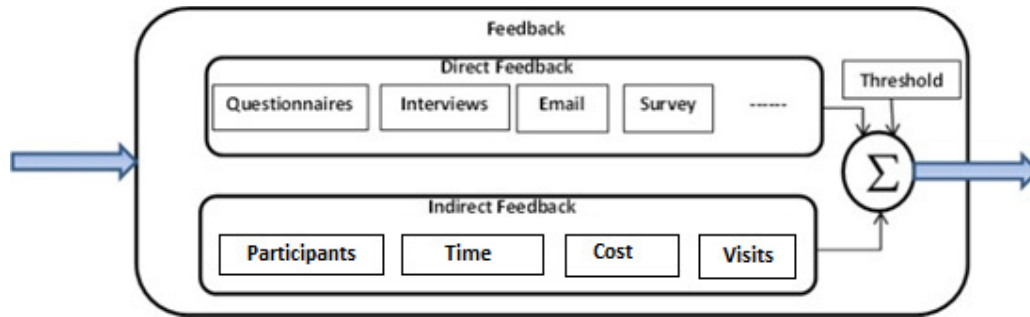 Feedback
Direct Feedback
Questionnaires
Interviews
Email
Survey
------
Threshold
Σ
Indirect Feedback
Participants
Time
Cost
Visits